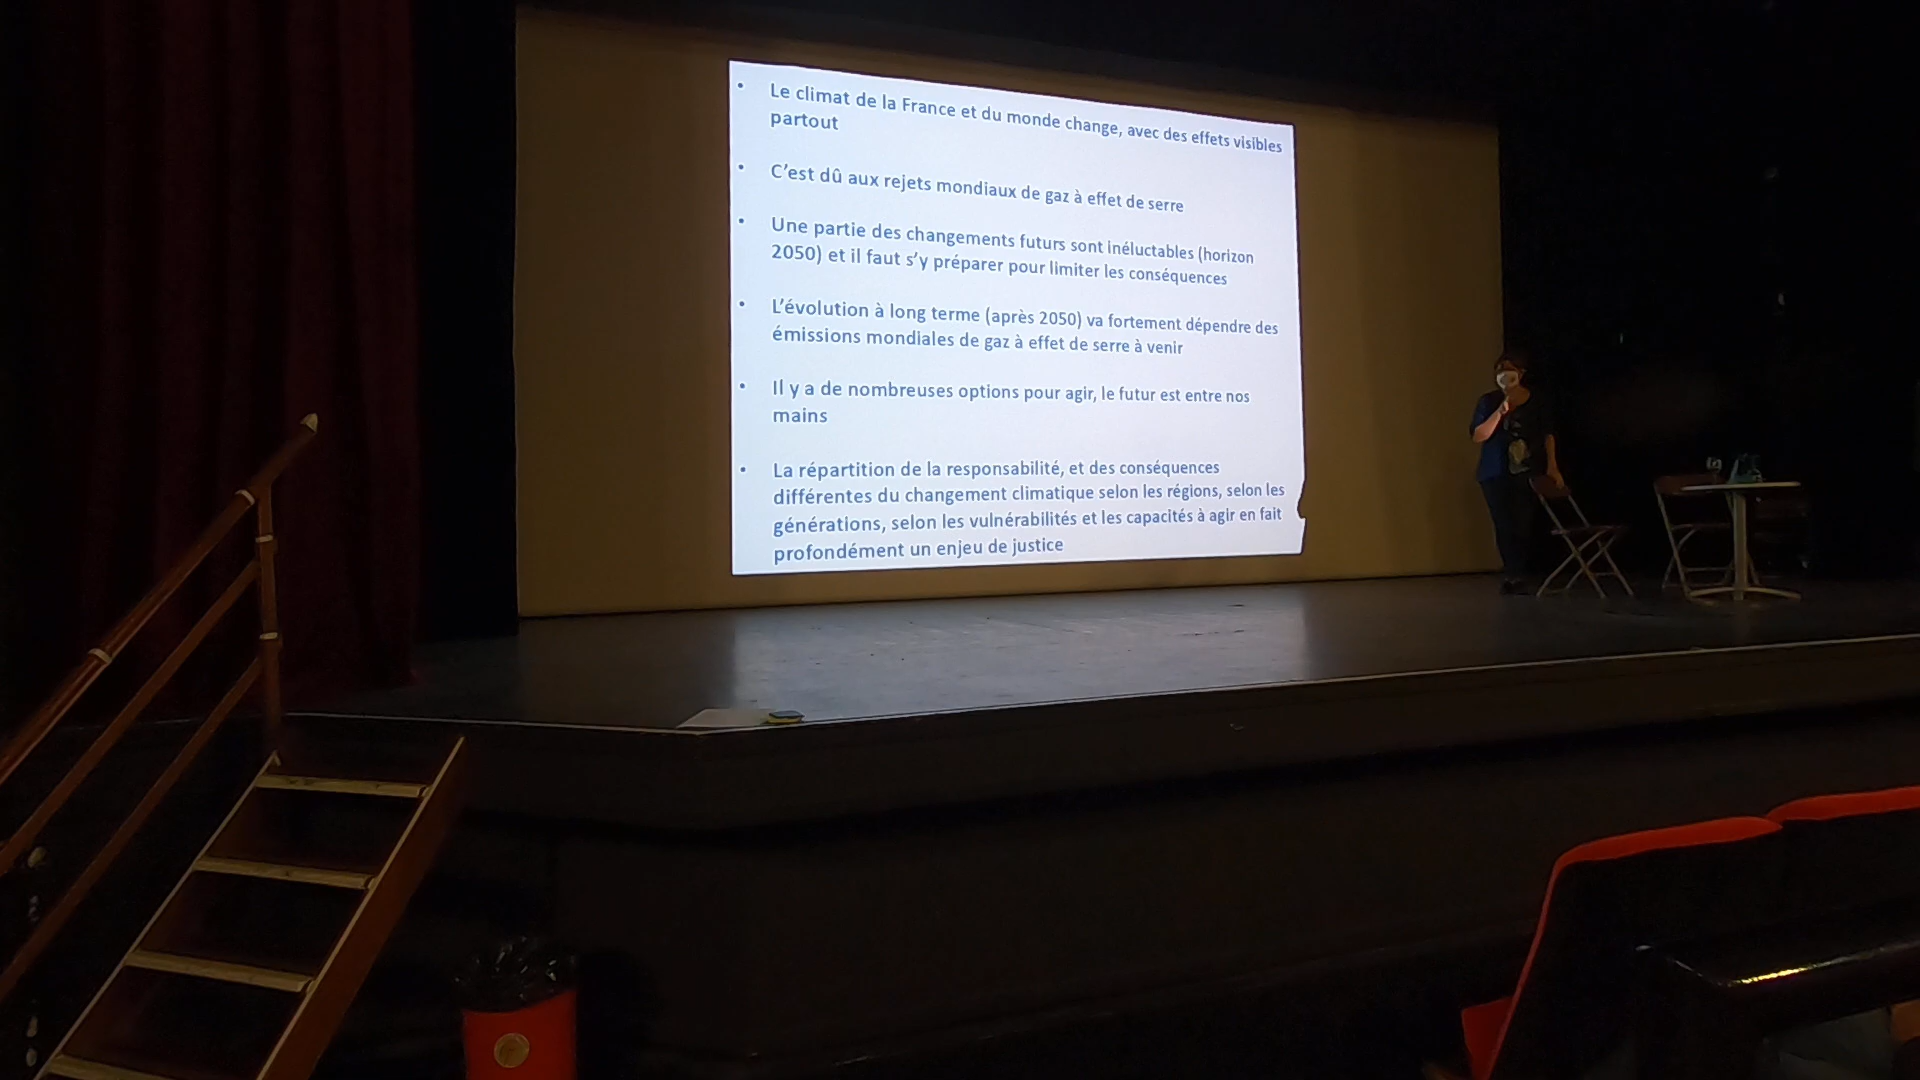 • Le climat de la France et du monde change, avec des effets visibles
partout
• C’est dû aux rejets mondiaux de gaz à effet de serre
• Une partie des changements futurs sont inéluctables (horizon
2050) et il faut s’y préparer pour limiter les conséquences
• L’évolution à long terme (après 2050) va fortement dépendre des
émissions mondiales de gaz à effet de serre à venir
• Il y a de nombreuses options pour agir, le futur est entre nos
mains
• La répartition de la responsabilité, et des conséquences
différentes du changement climatique selon les régions, selon les
générations, selon les vulnérabilités et les capacités à agir en fait
profondément un enjeu de justice